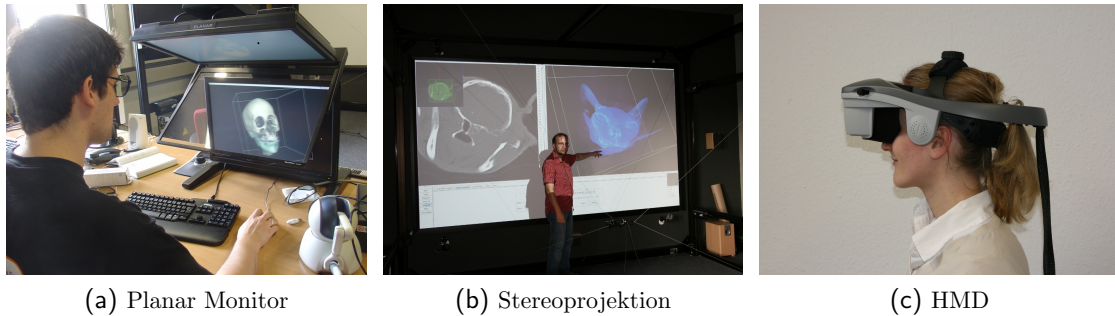 PLANAR
(a) Planar Monitor
(b) Stereoprojektion
(c) HMD